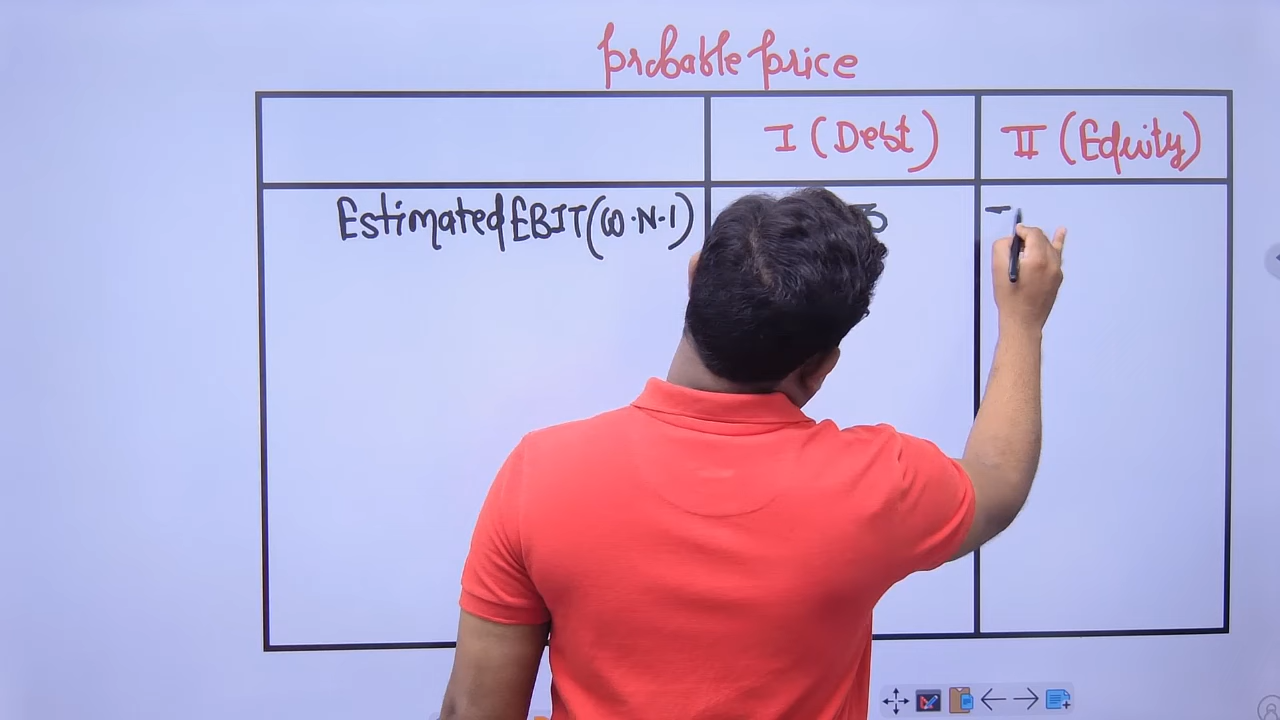 probable price
I (Debt)
II (Equity)
Estimated EBIT (W.N-1)